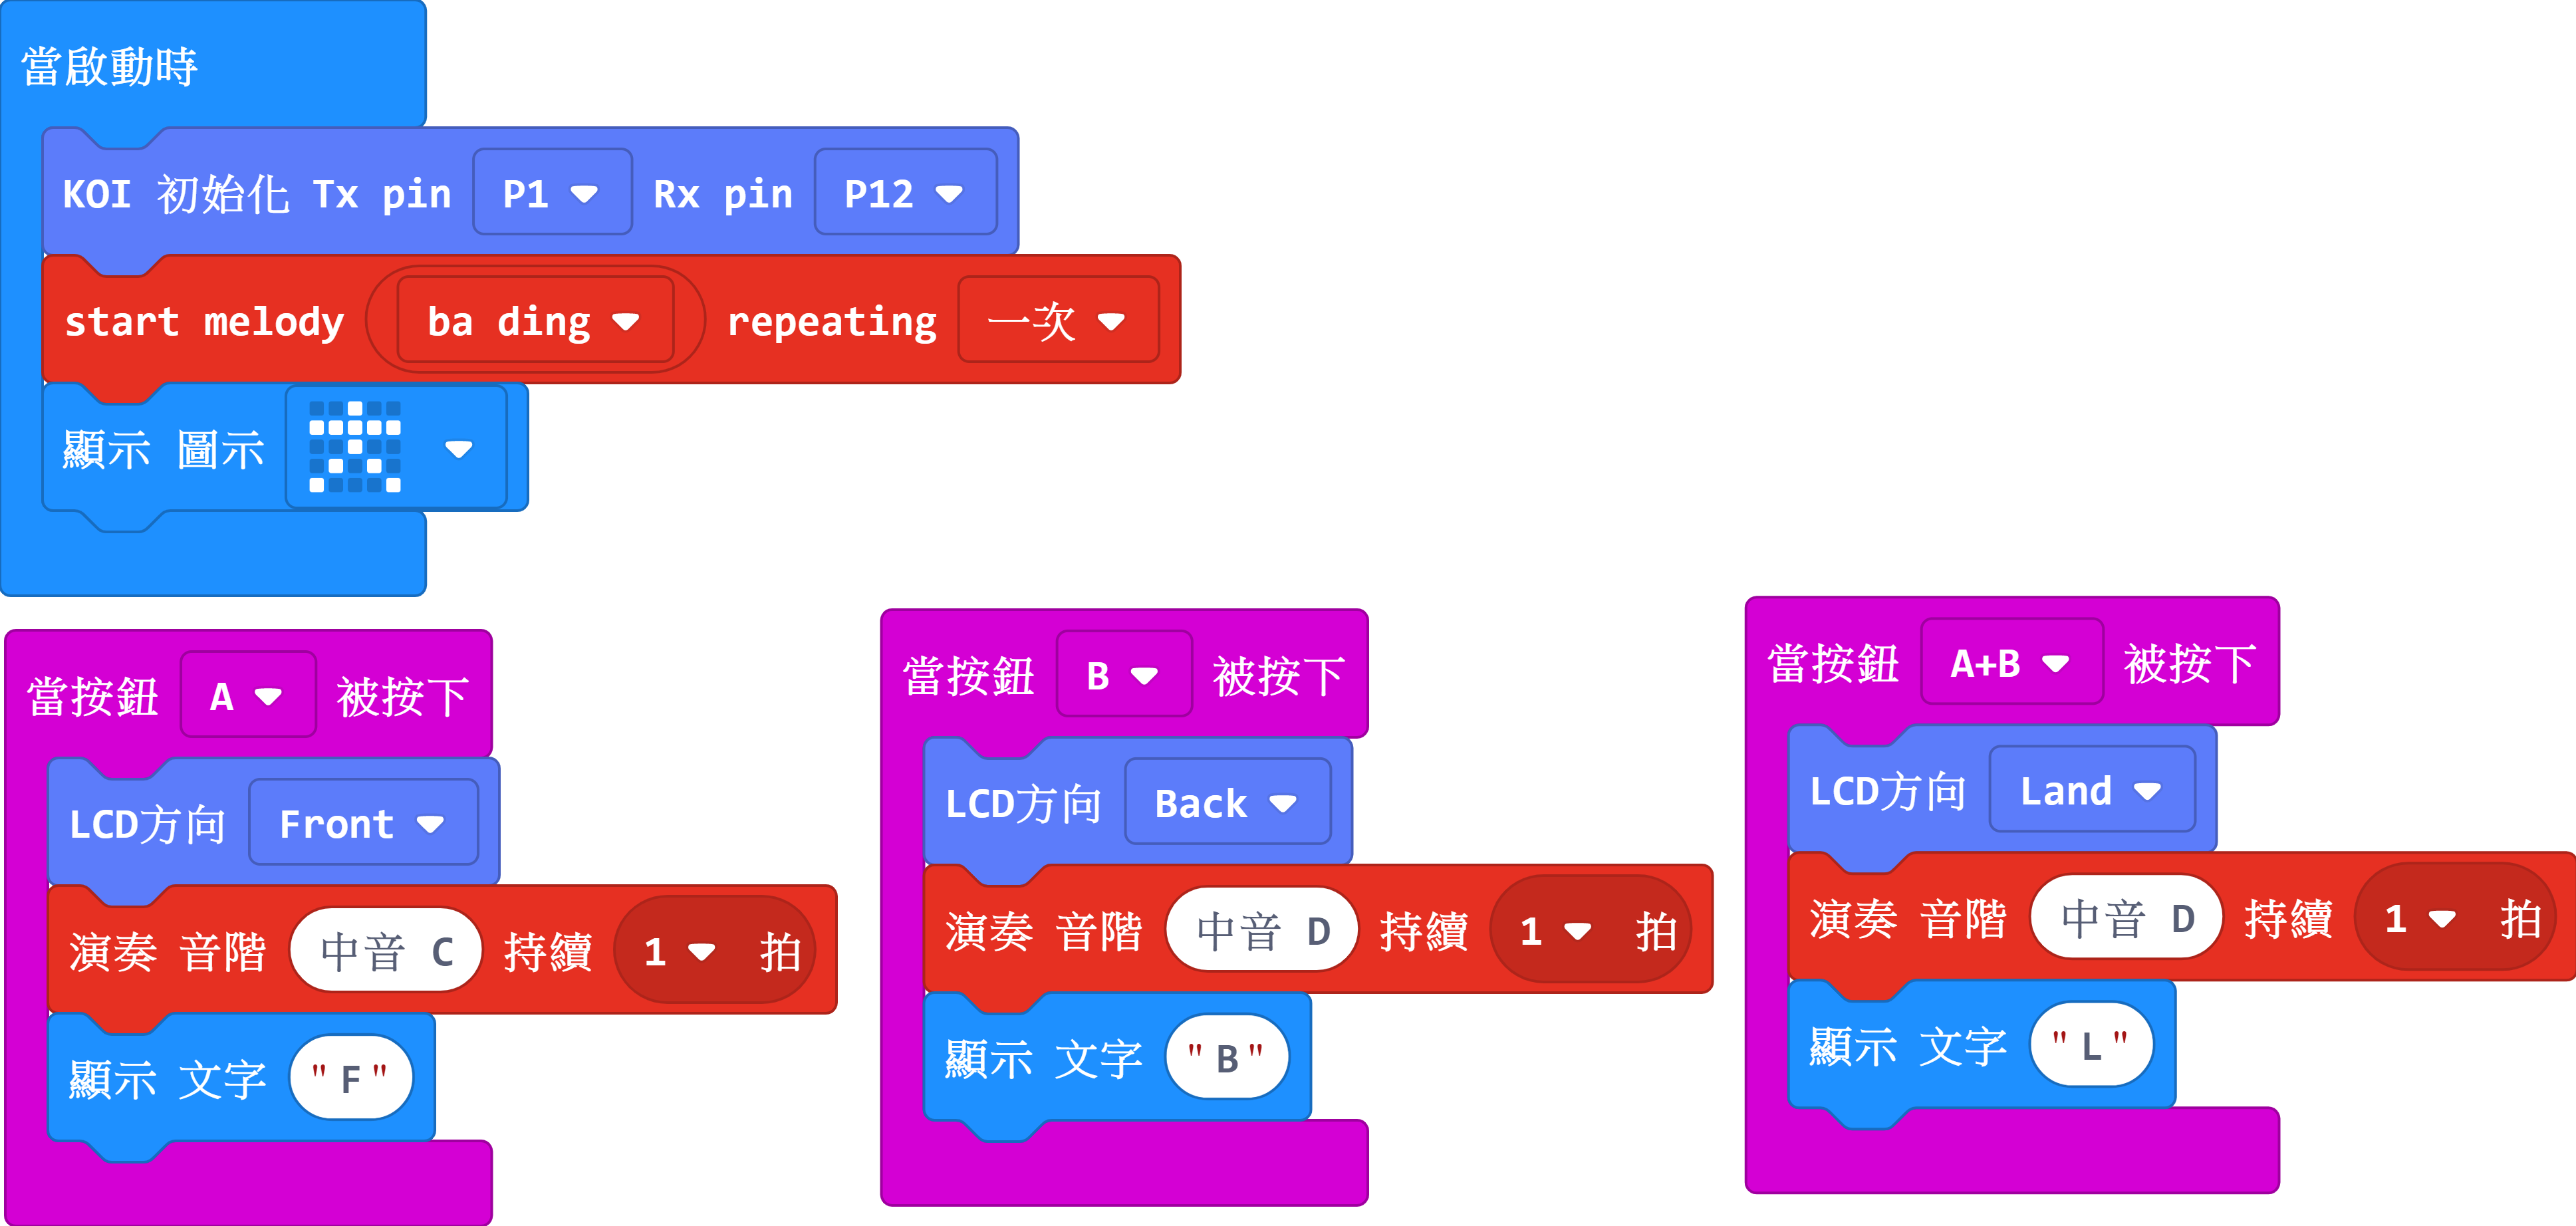 當啟動時
KOI 初始化 Tx pin P1 Rx pin P12
start melody ba ding repeating 一次
顯示 圖示
當按鈕 A 被按下
LCD方向 Front
演奏 音階 中音 C 持續 1 拍
顯示 文字 "F"
當按鈕 B 被按下
LCD方向 Back
演奏 音階 中音 D 持續 1 拍
顯示 文字 "B"
當按鈕 A+B 被按下
LCD方向 Land
演奏 音階 中音 D 持續 1 拍
顯示 文字 "L"